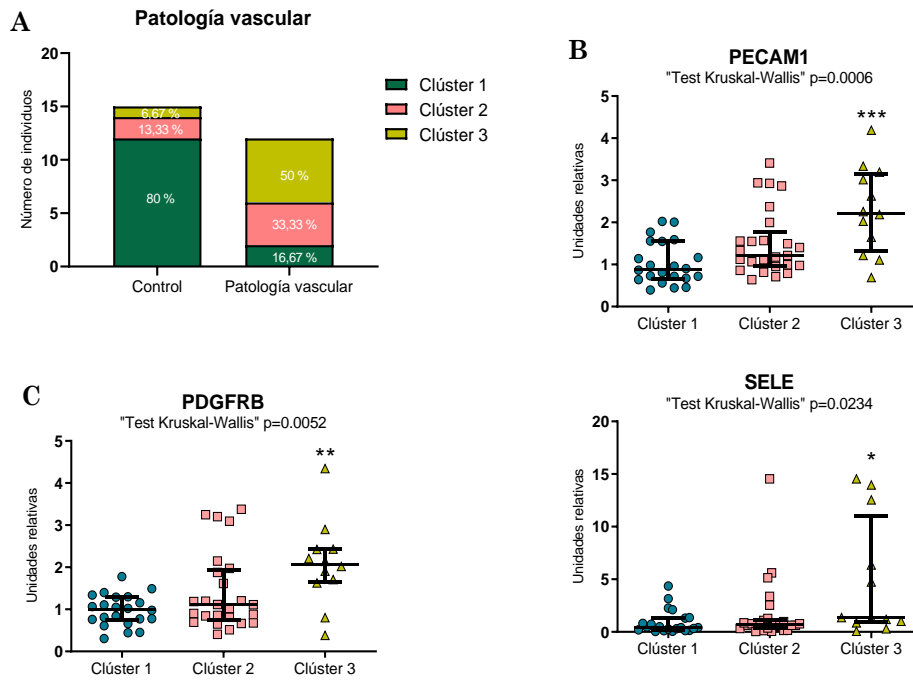 A
Patología vascular
Número de individuos
20
15
10
5
0
6,67 %
13,33 %
80 %
50 %
33,33 %
16,67 %
Control
Patología vascular
Clúster 1
Clúster 2
Clúster 3
B
PECAM1
"Test Kruskal-Wallis" p=0.0006
Unidades relativas
5
4
3
2
1
0
***
Clúster 1
Clúster 2
Clúster 3
C
PDGFRB
"Test Kruskal-Wallis" p=0.0052
Unidades relativas
5
4
3
2
1
0
**
Clúster 1
Clúster 2
Clúster 3
SELE
"Test Kruskal-Wallis" p=0.0234
Unidades relativas
20
15
10
5
0
*
Clúster 1
Clúster 2
Clúster 3